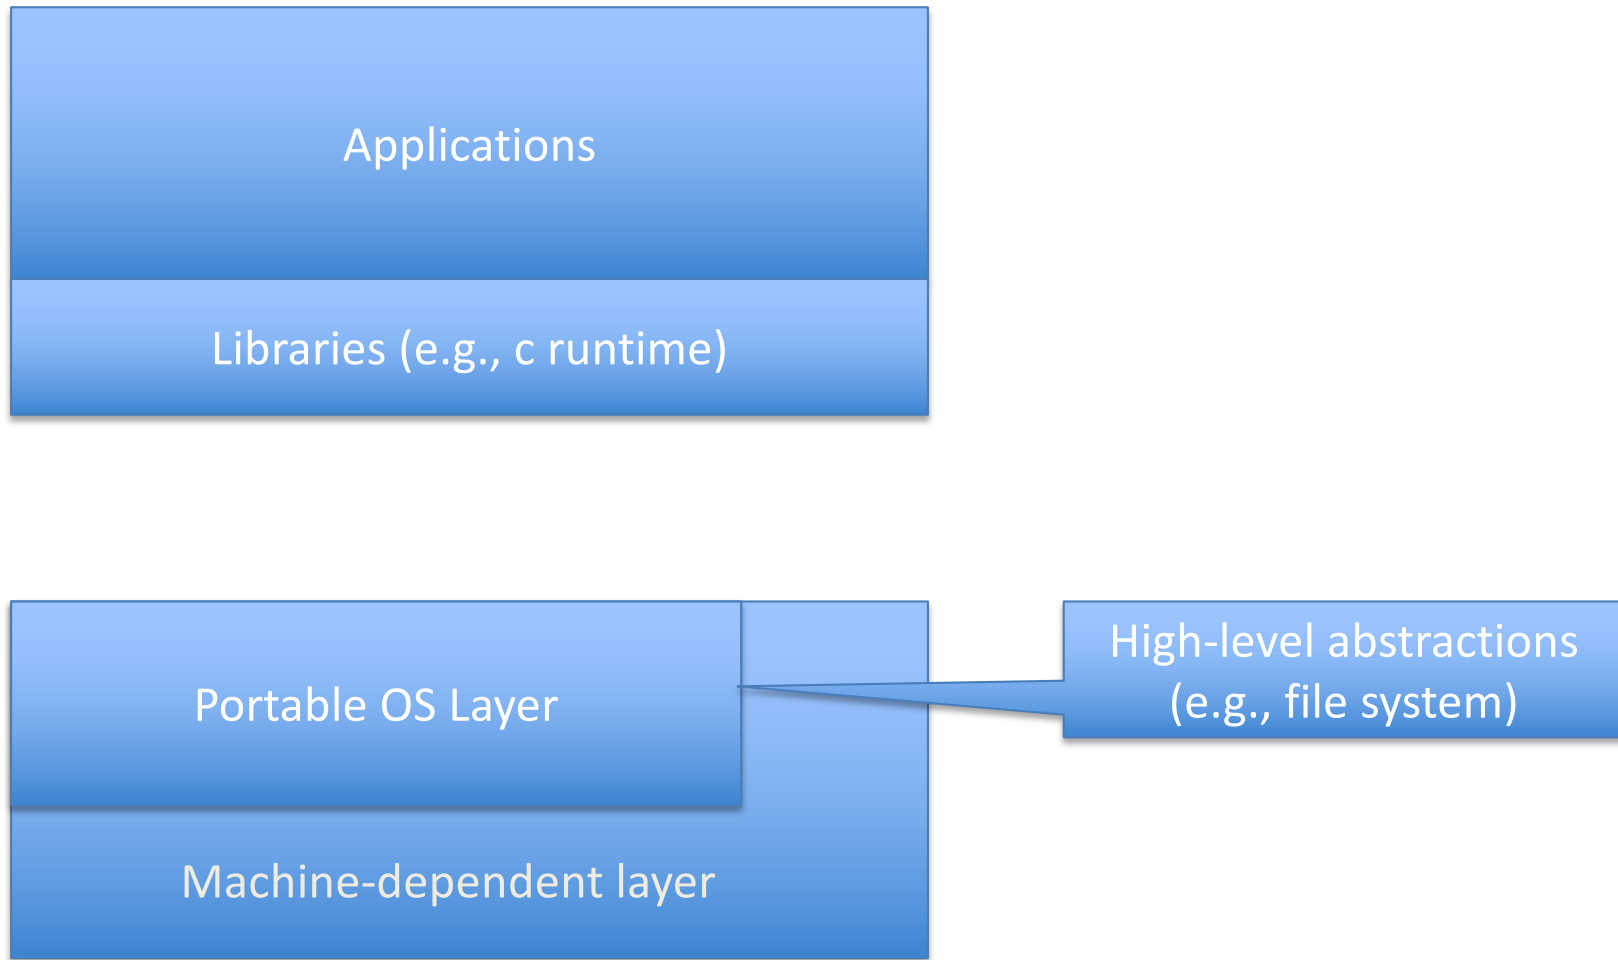 Applications
Libraries (e.g., c runtime)
Portable OS Layer
High-level abstractions
(e.g., file system)
Machine-dependent layer